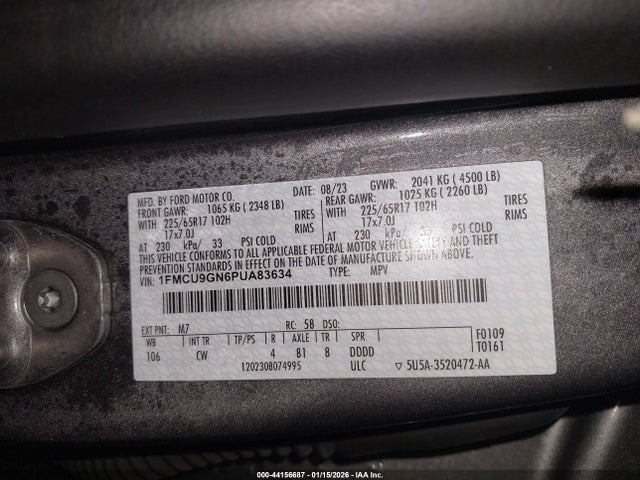 MFD. BY FORD MOTOR CO.
DATE: 08/23 GVWR: 2041 KG ( 4500 LB)
FRONT GAWR: 1065 KG ( 2348 LB)
REAR GAWR: 1025 KG ( 2260 LB)
225/65R17 102H TIRES
225/65R17 102H TIRES
17x7.0J RIMS
17x7.0J RIMS
AT 230 kPa/ 33 PSI COLD
AT 230 kPa/ 33 PSI COLD
THIS VEHICLE CONFORMS TO ALL APPLICABLE FEDERAL MOTOR VEHICLE SAFETY AND THEFT
PREVENTION STANDARDS IN EFFECT ON THE DATE OF MANUFACTURE SHOWN ABOVE.
VIN: 1FMCU9GN6PUA83634 TYPE: MPV
EXT PNT: M7 RC: 58 DSO:
WB INT TR TP/PS R AXLE TR SPR
106 CW 4 81 8 DDDD
F0109
T0161
1202308074995 ULC 5U5A-3520472-AA
000-44156687 - 01/15/2026 - IAA Inc.